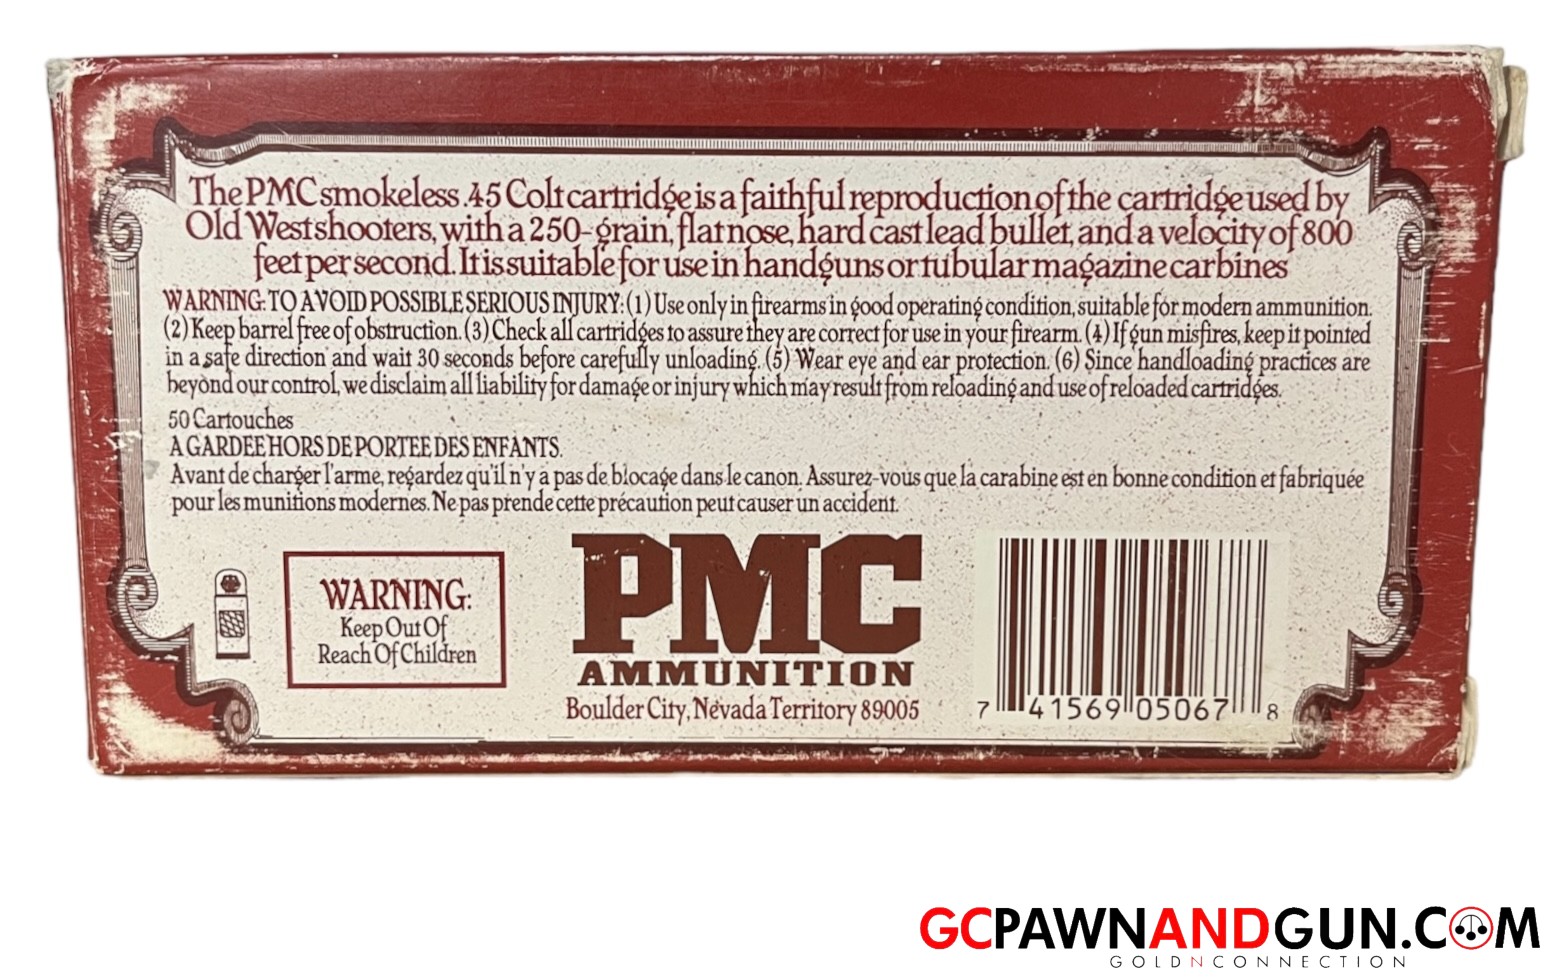 The PMC smokeless .45 Colt cartridge is a faithful reproduction of the cartridge used by
Old West shooters, with a 250-grain, flat nose, hard cast lead bullet, and a velocity of 800
feet per second. It is suitable for use in handguns or tubular magazine carbines
WARNING: TO AVOID POSSIBLE SERIOUS INJURY: (1) Use only in firearms in good operating condition, suitable for modern ammunition.
(2) Keep barrel free of obstruction. (3) Check all cartridges to assure they are correct for use in your firearm. (4) If gun misfires, keep it pointed
in a safe direction and wait 30 seconds before carefully unloading. (5) Wear eye and ear protection. (6) Since handloading practices are
beyond our control, we disclaim all liability for damage or injury which may result from reloading and use of reloaded cartridges.
50 Cartouches
A GARDEE HORS DE PORTEE DES ENFANTS.
Avant de charger l'arme, regardez qu'il n'y a pas de blocage dans le canon. Assurez-vous que la carabine est en bonne condition et fabriquée
pour les munitions modernes. Ne pas prende cette précaution peut causer un accident.
WARNING:
Keep Out Of
Reach Of Children
PMC
AMMUNITION
Boulder City, Nevada Territory 89005
7 41569 05067 8
GCPAWNANDGUN.COM
GOLDNCONNECTION